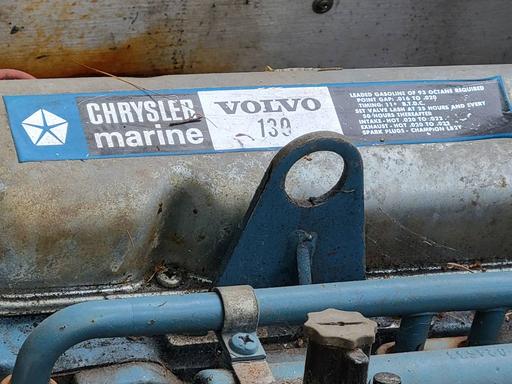 CHRYSLER
marine
VOLVO
130
LEADED GASOLINE OF 93 OCTANE REQUIRED
POINT GAP. .016 TO .020
TIMING: 11° B.T.D.C.
SET VALVE LASH AT 25 HOURS AND EVERY
50 HOURS THEREAFTER
INTAKE - HOT .020 TO .022
EXHAUST - HOT .020 TO .022
SPARK PLUGS - CHAMPION L82Y